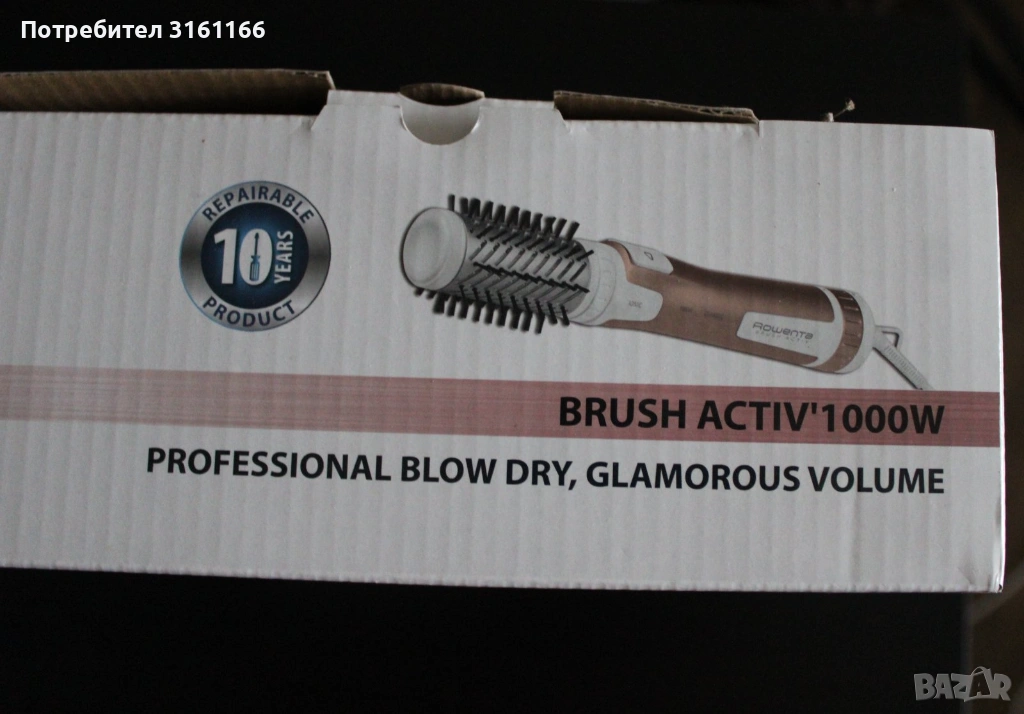 Потребител 3161166
REPAIRABLE
10 YEARS
PRODUCT
Rowenta
BRUSH ACTIV'1000W
PROFESSIONAL BLOW DRY, GLAMOROUS VOLUME
BAZAR